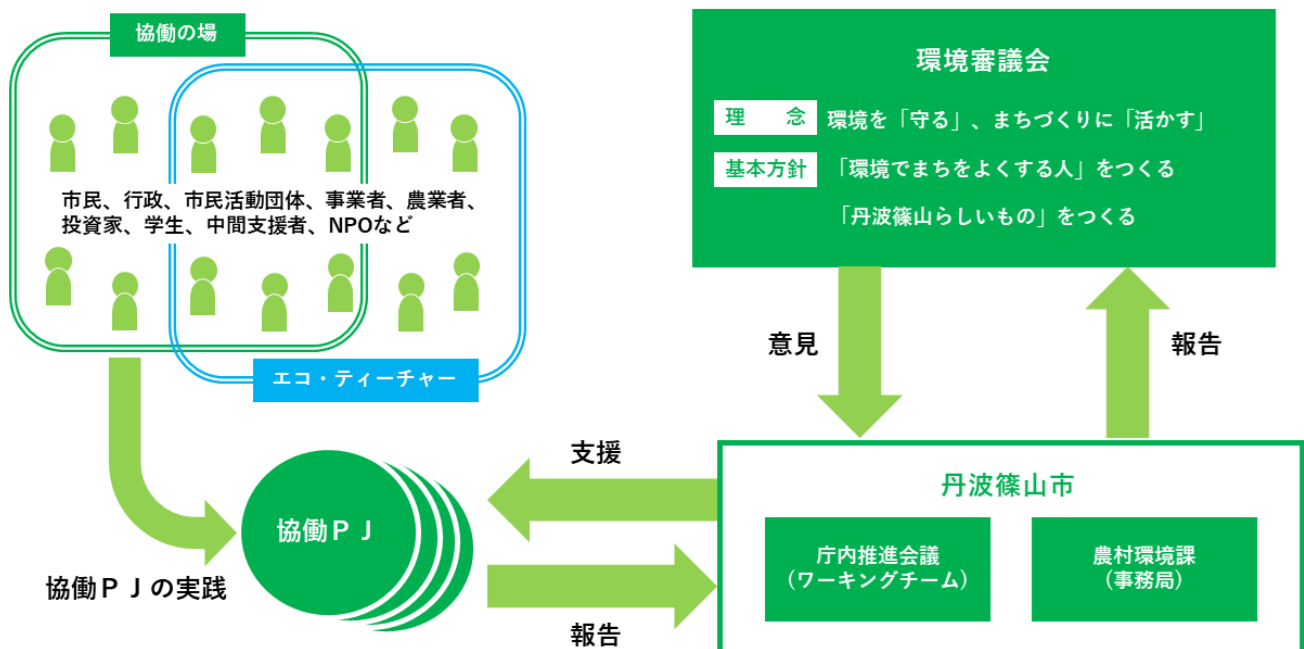 協働の場
市民、行政、市民活動団体、事業者、農業者、
投資家、学生、中間支援者、NPOなど
エコ・ティーチャー
環境審議会
理　　念 環境を「守る」、まちづくりに「活かす」
基本方針 「環境でまちをよくする人」をつくる
「丹波篠山らしいもの」をつくる
意見
報告
支援
協働ＰＪ
協働ＰＪの実践
報告
丹波篠山市
庁内推進会議
（ワーキングチーム）
農村環境課
（事務局）